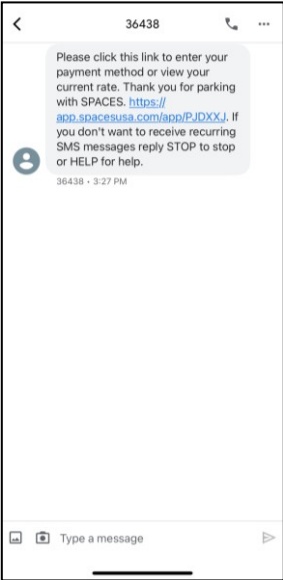 36438
Please click this link to enter your
payment method or view your
current rate. Thank you for parking
with SPACES. https://
app.spacesusa.com/app/PJDXXJ. If
you don't want to receive recurring
SMS messages reply STOP to stop
or HELP for help.
36438 • 3:27 PM
Type a message